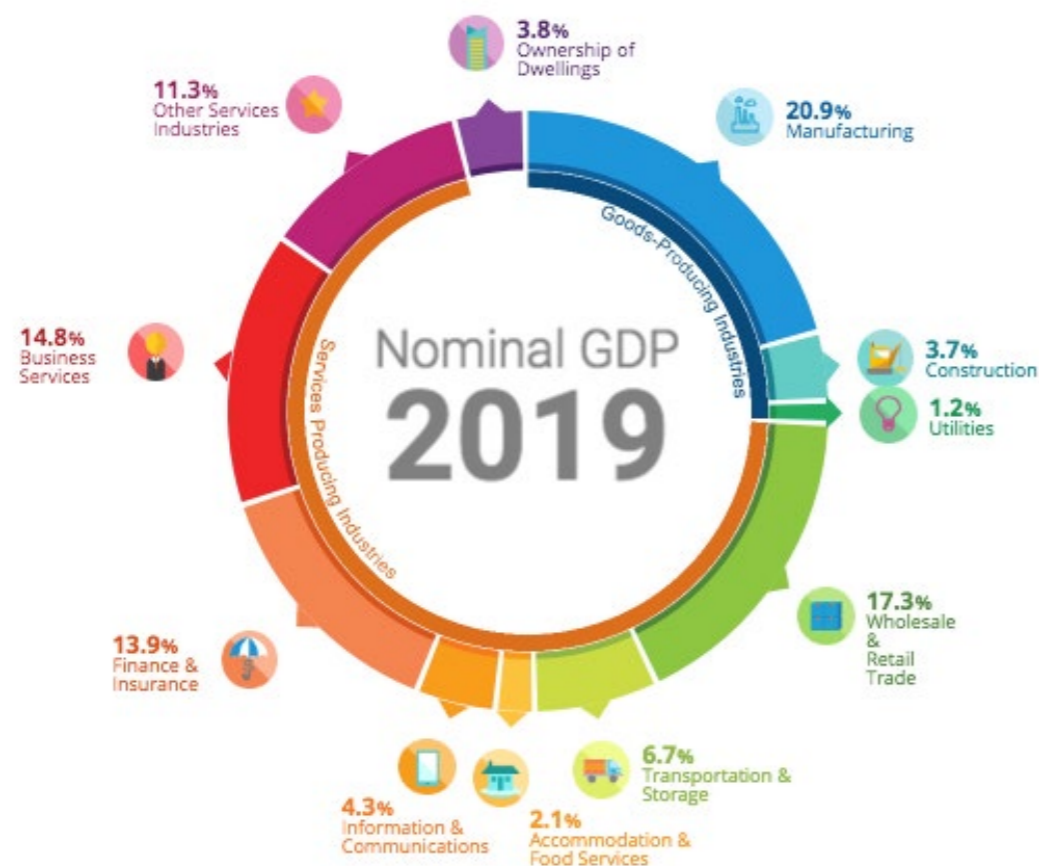 3.8%
Ownership of
Dwellings
11.3%
Other Services
Industries
20.9%
Manufacturing
Goods-Producing Industries
Nominal GDP
2019
Services Producing Industries
14.8%
Business
Services
3.7%
Construction
1.2%
Utilities
17.3%
Wholesale
&
Retail
Trade
13.9%
Finance &
Insurance
6.7%
Transportation &
Storage
4.3%
Information &
Communications
2.1%
Accommodation &
Food Services